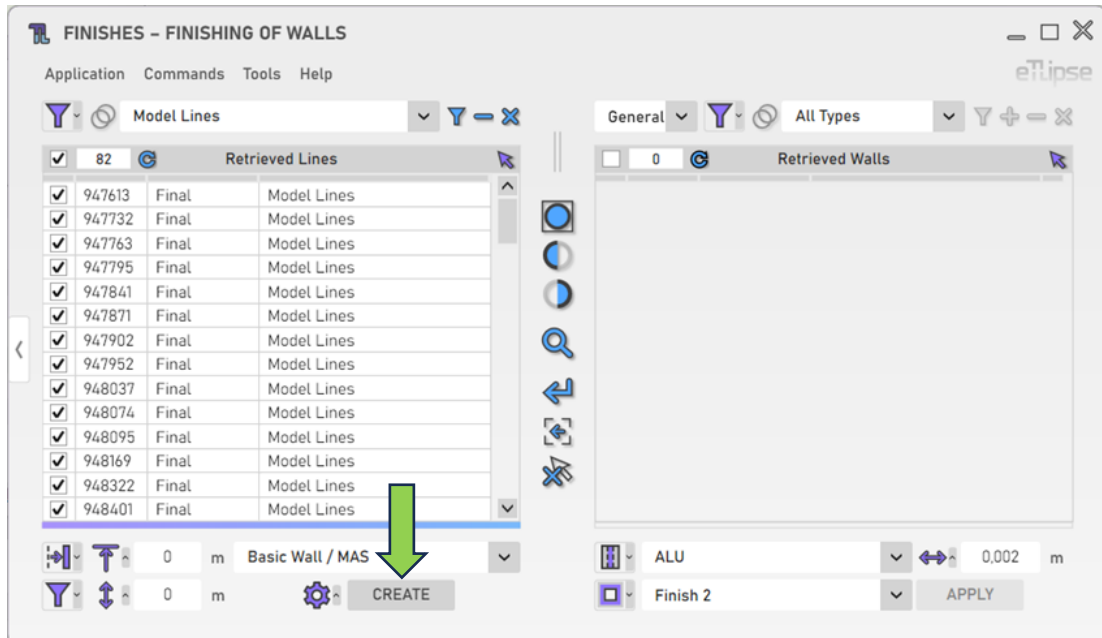 FINISHES – FINISHING OF WALLS
Application Commands Tools Help
eTLipse
Model Lines
General All Types
82 Retrieved Lines
0 Retrieved Walls
947613 Final Model Lines
947732 Final Model Lines
947763 Final Model Lines
947795 Final Model Lines
947841 Final Model Lines
947871 Final Model Lines
947902 Final Model Lines
947952 Final Model Lines
948037 Final Model Lines
948074 Final Model Lines
948095 Final Model Lines
948169 Final Model Lines
948322 Final Model Lines
948401 Final Model Lines
0 m Basic Wall / MAS
ALU 0,002 m
0 m CREATE
Finish 2 APPLY